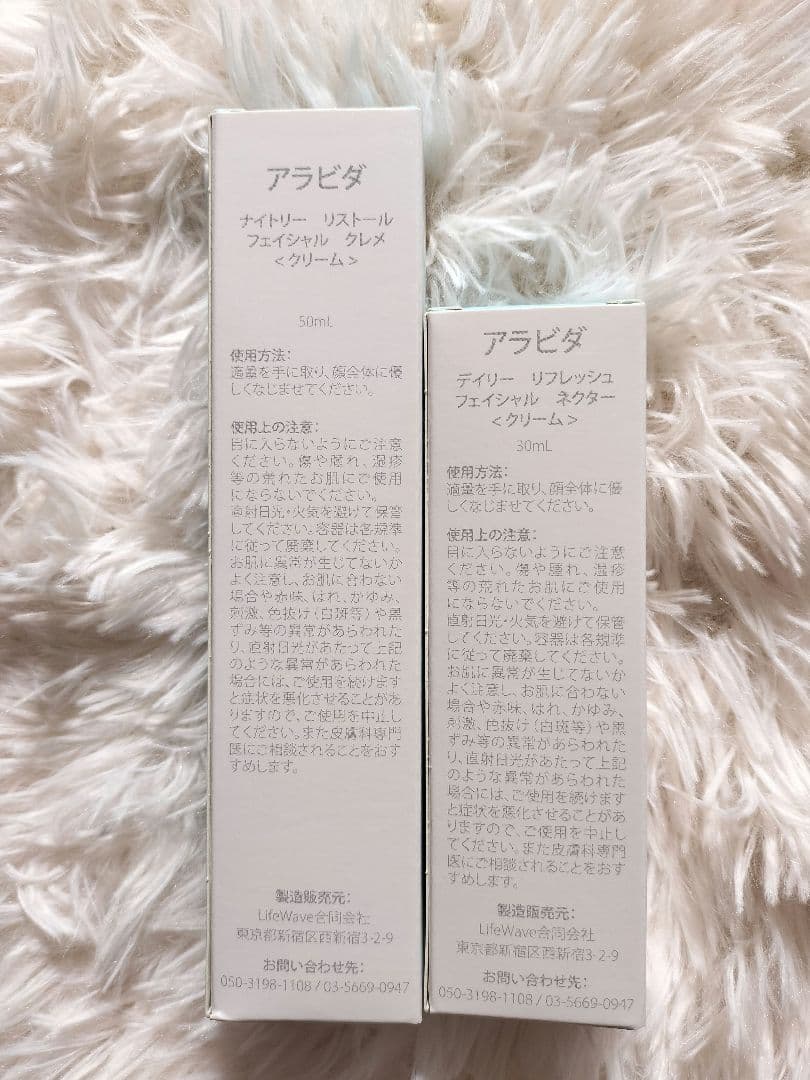 アラビダ
ナイトリー リストール
フェイシャル クレメ
<クリーム>
50mL
使用方法:
適量を手に取り、顔全体に優
しくなじませてください。
使用上の注意:
目に入らないようにご注意
ください。傷や腫れ、湿疹
等の荒れたお肌にご使用
にならないでください。
直射日光・火気を避けて保管
してください。容器は各規準
に従って廃棄してください。
お肌に異常が生じてないか
よく注意し、お肌に合わない
場合や赤味、はれ、かゆみ、
刺激、色抜け(白斑等)や黒
ずみ等の異常があらわれた
り、直射日光があたって上記
のような異常があらわれた
場合には、ご使用を続けます
と症状を悪化させることがあ
りますので、ご使用を中止し
てください。また皮膚科専門
医にご相談されることをおす
すめします。
製造販売元:
LifeWave合同会社
東京都新宿区西新宿3-2-9
お問い合わせ先:
050-3198-1108 / 03-5669-0947
アラビダ
デイリー リフレッシュ
フェイシャル ネクター
<クリーム>
30mL
使用方法:
適量を手に取り、顔全体に優
しくなじませてください。
使用上の注意:
目に入らないようにご注意
ください。傷や腫れ、湿疹
等の荒れたお肌にご使用
にならないでください。
直射日光・火気を避けて保管
してください。容器は各規準
に従って廃棄してください。
お肌に異常が生じてないか
よく注意し、お肌に合わない
場合や赤味、はれ、かゆみ、
刺激、色抜け(白斑等)や黒
ずみ等の異常があらわれた
り、直射日光があたって上記
のような異常があらわれた
場合には、ご使用を続けます
と症状を悪化させることがあ
りますので、ご使用を中止し
てください。また皮膚科専門
医にご相談されることをおす
すめします。
製造販売元:
LifeWave合同会社
東京都新宿区西新宿3-2-9
お問い合わせ先:
050-3198-1108 / 03-5669-0947